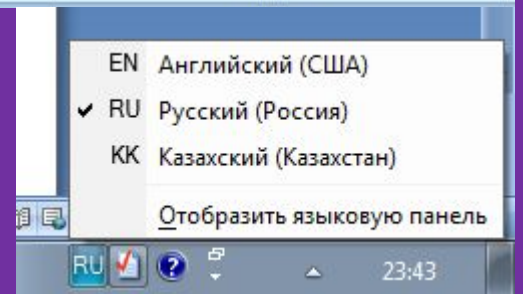 EN Английский (США)
RU Русский (Россия)
KK Казахский (Казахстан)
Отобразить языковую панель
RU ? 23:43